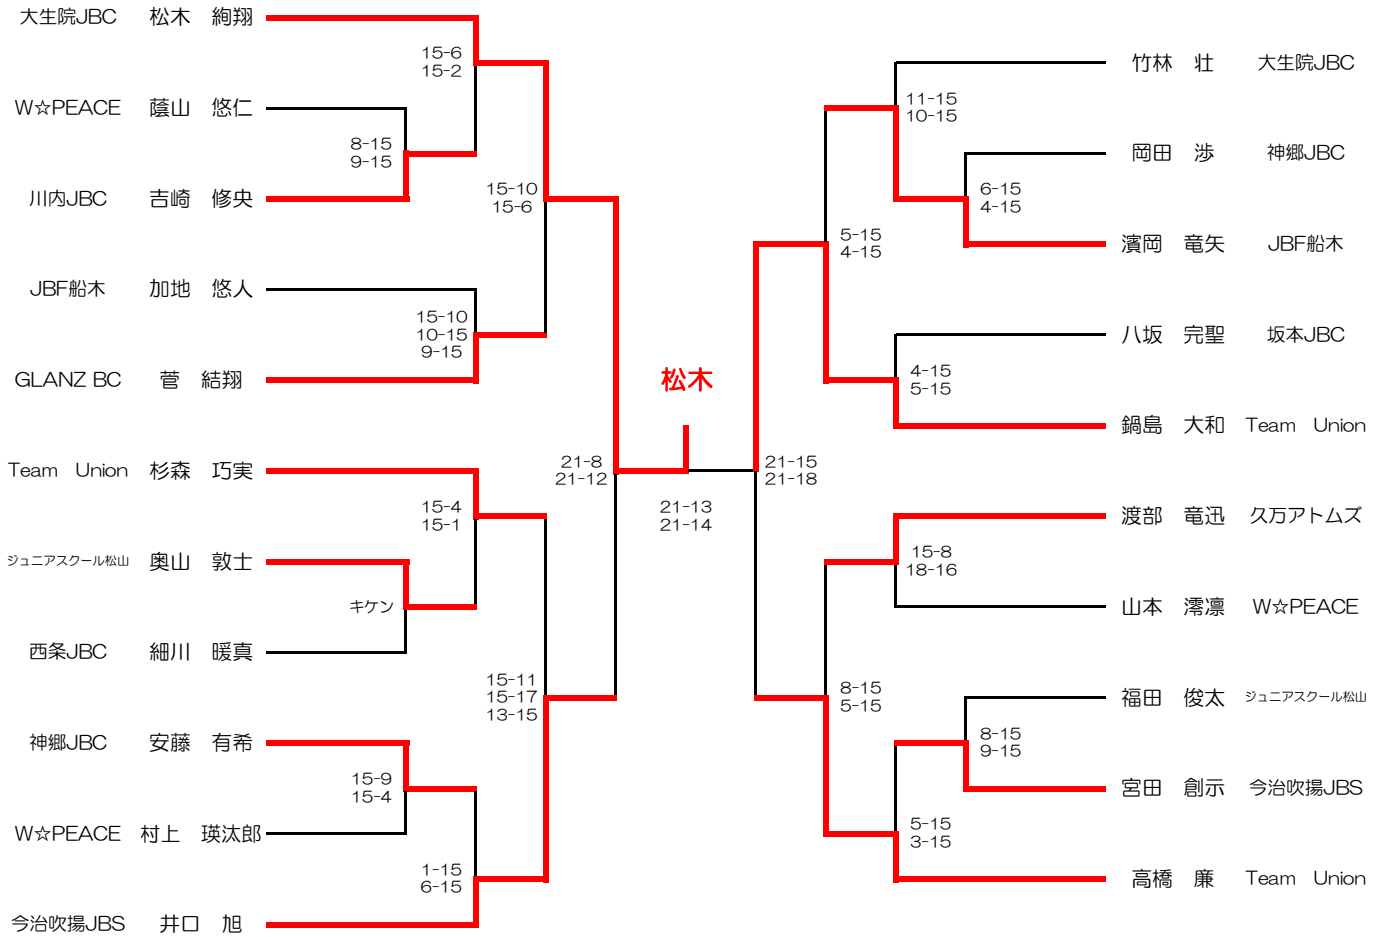 大生院JBC 松木 絢翔
15-6
15-2
W☆PEACE 蔭山 悠仁
8-15
9-15
川内JBC 吉崎 修央
15-10
15-6
JBF船木 加地 悠人
15-10
10-15
9-15
GLANZ BC 菅 結翔
Team Union 杉森 巧実
15-4
15-1
ジュニアスクール松山 奥山 敦士
キケン
西条JBC 細川 暖真
15-11
15-17
13-15
神郷JBC 安藤 有希
15-9
15-4
W☆PEACE 村上 瑛汰郎
1-15
6-15
今治吹揚JBS 井口 旭
21-8
21-12
松木
21-13
21-14
21-15
21-18
竹林 壮 大生院JBC
11-15
10-15
岡田 渉 神郷JBC
6-15
4-15
濱岡 竜矢 JBF船木
5-15
4-15
八坂 完聖 坂本JBC
4-15
5-15
鍋島 大和 Team Union
渡部 竜迅 久万アトムズ
15-8
18-16
山本 澪凛 W☆PEACE
8-15
5-15
福田 俊太 ジュニアスクール松山
8-15
9-15
宮田 創示 今治吹揚JBS
5-15
3-15
高橋 廉 Team Union